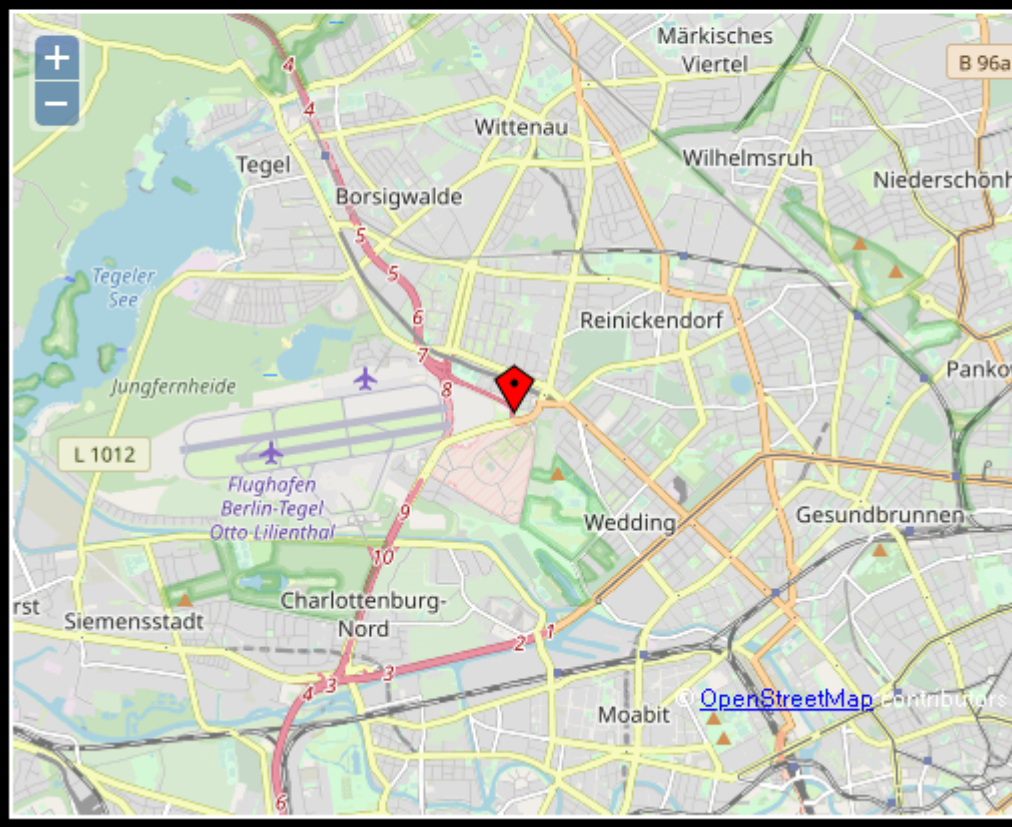 +
−
4
Märkisches
Viertel
B 96a
4
Wittenau
Tegel
Wilhelmsruh
Borsigwalde
Niederschönh
5
Tegeler
See
5
6
Reinickendorf
7
Jungfernheide
8
Pankow
L 1012
Flughafen
Berlin-Tegel
Otto Lilienthal
9
Wedding
Gesundbrunnen
10
rst
Siemensstadt
Charlottenburg-
Nord
1
2
3
3
4
Moabit
© OpenStreetMap contributors
6